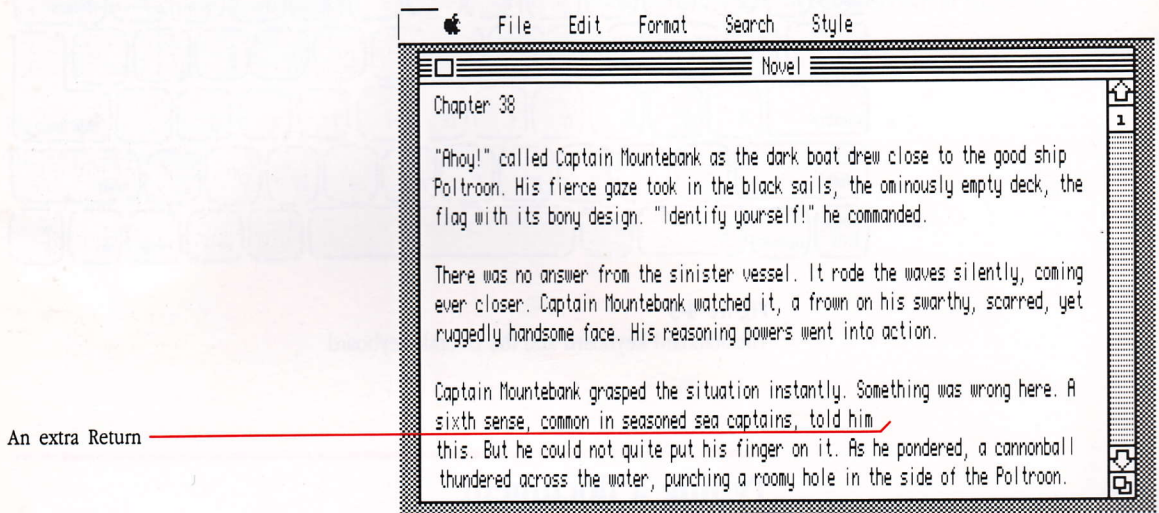 File Edit Format Search Style
Novel
Chapter 38
1
"Ahoy!" called Captain Mountebank as the dark boat drew close to the good ship
Poltroon. His fierce gaze took in the black sails, the ominously empty deck, the
flag with its bony design. "Identify yourself!" he commanded.
There was no answer from the sinister vessel. It rode the waves silently, coming
ever closer. Captain Mountebank watched it, a frown on his swarthy, scarred, yet
ruggedly handsome face. His reasoning powers went into action.
Captain Mountebank grasped the situation instantly. Something was wrong here. A
sixth sense, common in seasoned sea captains, told him
An extra Return
this. But he could not quite put his finger on it. As he pondered, a cannonball
thundered across the water, punching a roomy hole in the side of the Poltroon.